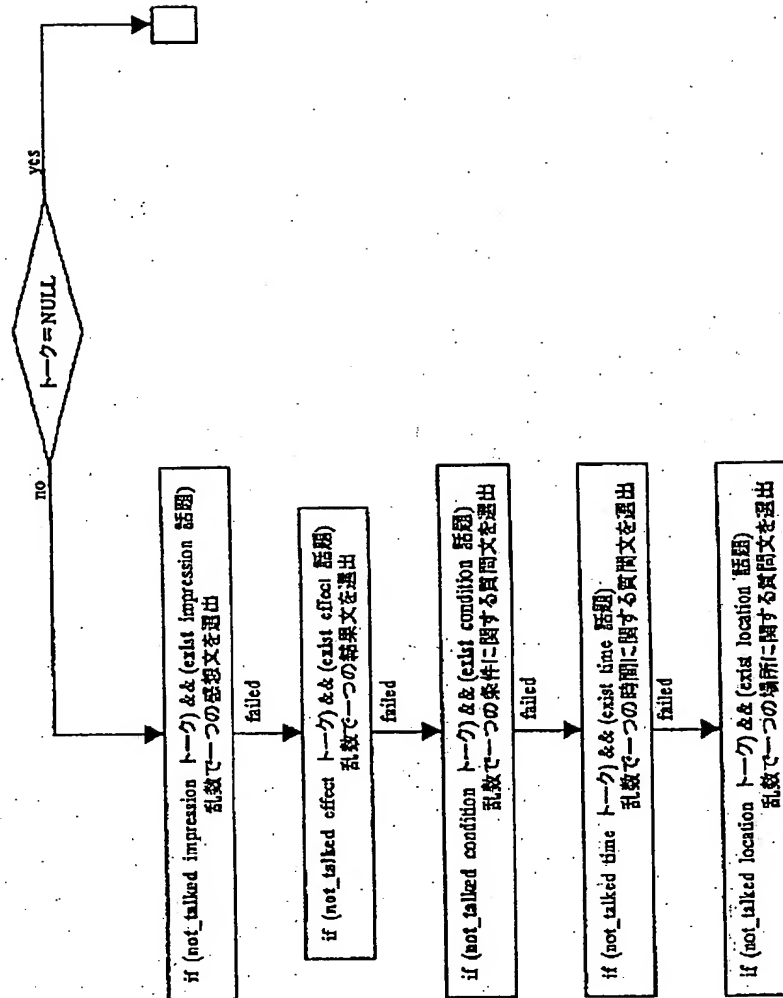 トーク=NULL
yes
no
if (not_talked impression トーク) && (exist impression 話題)
乱数で一つの感想文を選出
failed
if (not_talked effect トーク) && (exist effect 話題)
乱数で一つの結果文を選出
failed
if (not_talked condition トーク) && (exist condition 話題)
乱数で一つの条件に関する質問文を選出
failed
if (not_talked time トーク) && (exist time 話題)
乱数で一つの時間に関する質問文を選出
failed
if (not_talked location トーク) && (exist location 話題)
乱数で一つの場所に関する質問文を選出